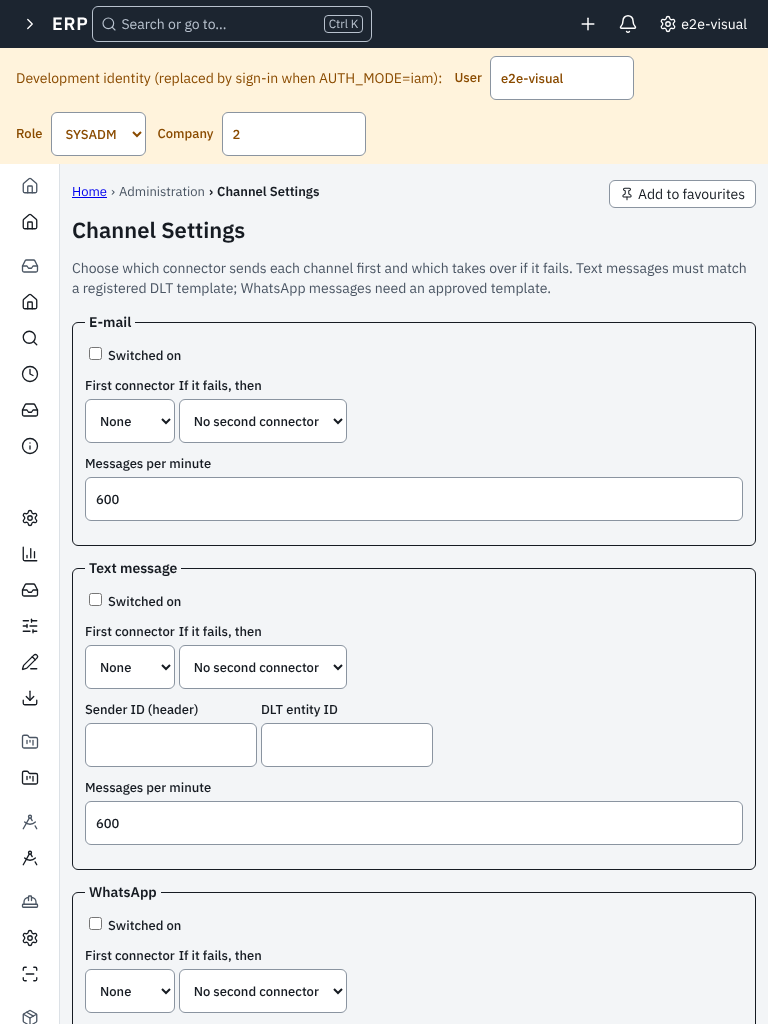 ERP Search or go to... Ctrl K e2e-visual
Development identity (replaced by sign-in when AUTH_MODE=iam): User e2e-visual
Role SYSADM Company 2
Home › Administration › Channel Settings
Add to favourites
Channel Settings
Choose which connector sends each channel first and which takes over if it fails. Text messages must match
a registered DLT template; WhatsApp messages need an approved template.
E-mail
Switched on
First connector If it fails, then
None No second connector
Messages per minute
600
Text message
Switched on
First connector If it fails, then
None No second connector
Sender ID (header) DLT entity ID
Messages per minute
600
WhatsApp
Switched on
First connector If it fails, then
None No second connector